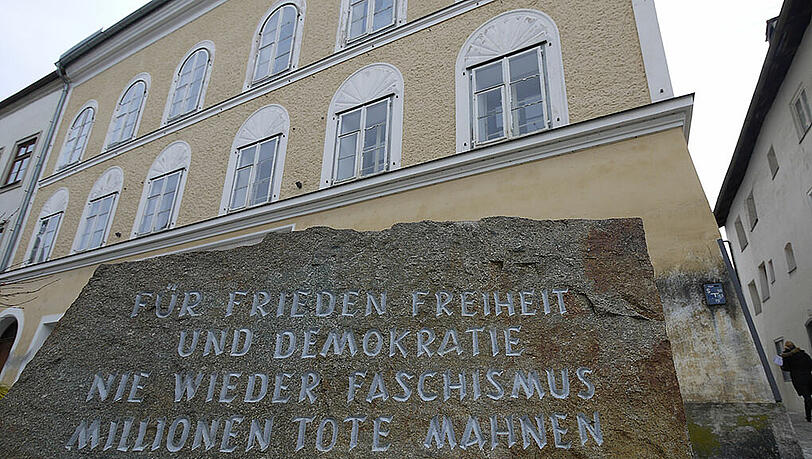 FÜR FRIEDEN FREIHEIT
UND DEMOKRATIE
NIE WIEDER FASCHISMUS
MILLIONEN TOTE MAHNEN